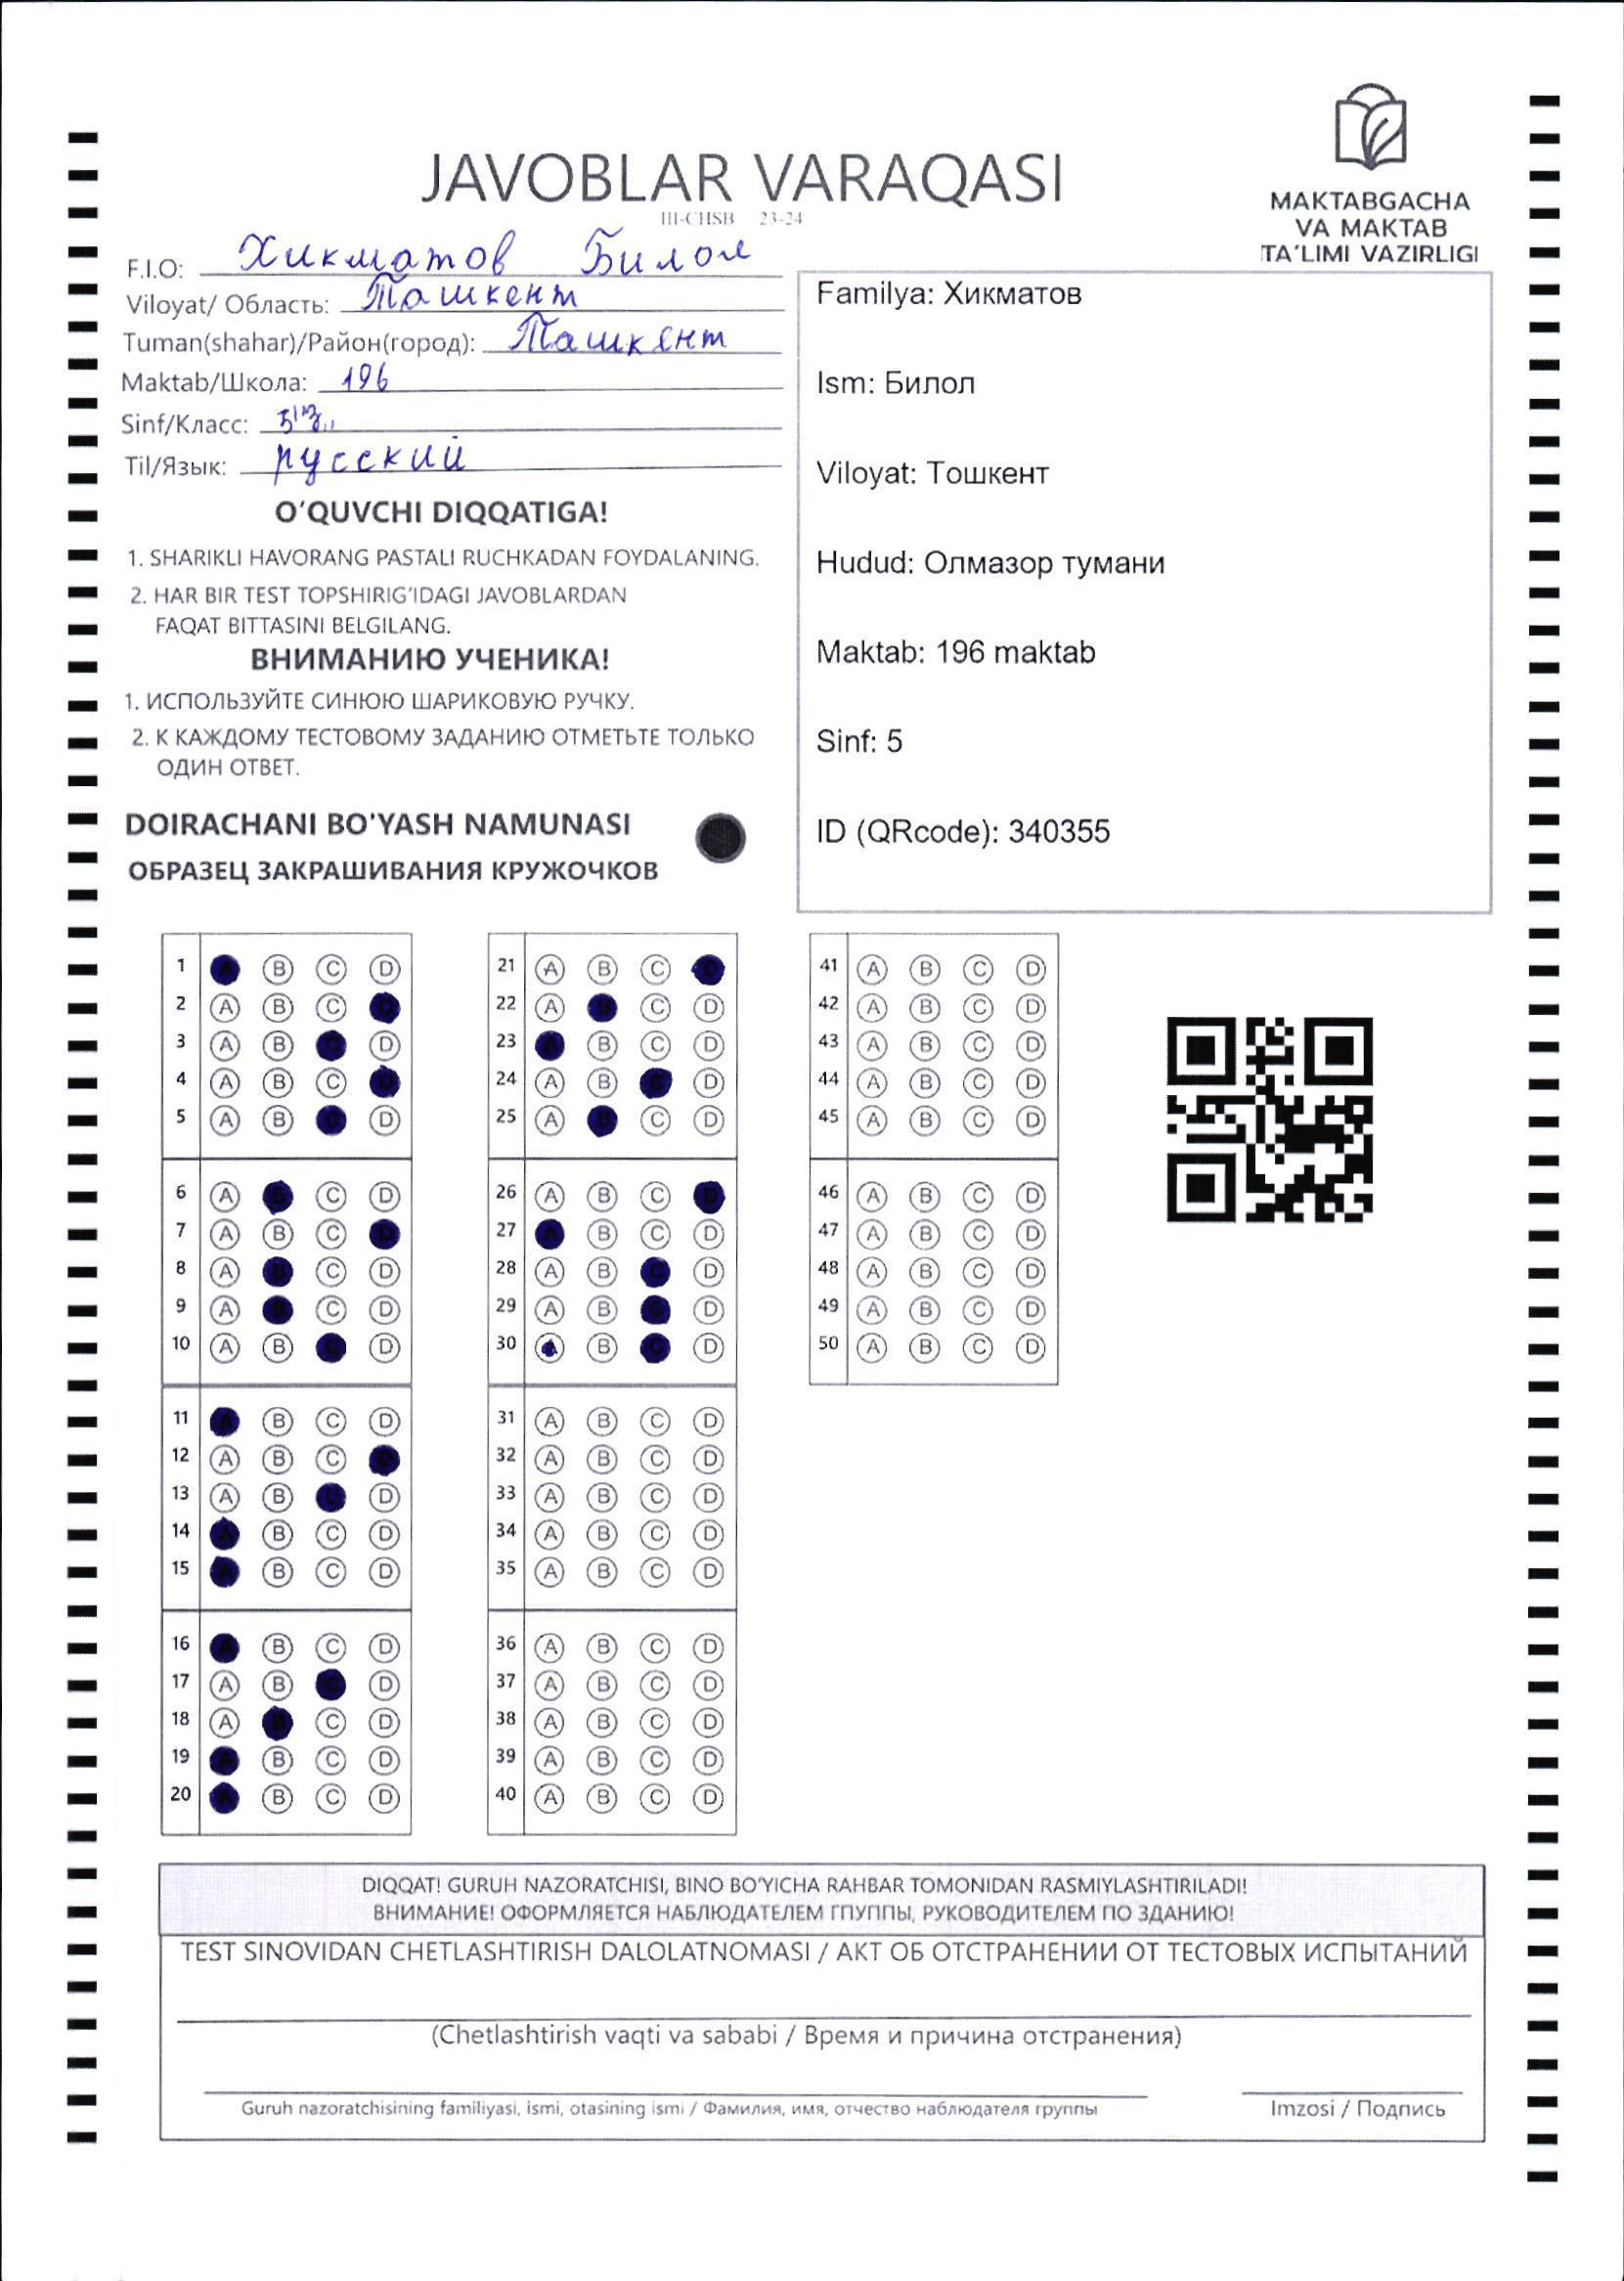 JAVOBLAR VARAQASI
III-CHSB 23-24
MAKTABGACHA
VA MAKTAB
TA'LIMI VAZIRLIGI
F.I.O: Хикматов Билол
Viloyat/ Область: Ташкент
Tuman(shahar)/Район(город): Ташкент
Maktab/Школа: 196
Sinf/Класс: 5"з"
Til/Язык: русский
O'QUVCHI DIQQATIGA!
1. SHARIKLI HAVORANG PASTALI RUCHKADAN FOYDALANING.
2. HAR BIR TEST TOPSHIRIG'IDAGI JAVOBLARDAN
FAQAT BITTASINI BELGILANG.
ВНИМАНИЮ УЧЕНИКА!
1. ИСПОЛЬЗУЙТЕ СИНЮЮ ШАРИКОВУЮ РУЧКУ.
2. К КАЖДОМУ ТЕСТОВОМУ ЗАДАНИЮ ОТМЕТЬТЕ ТОЛЬКО
ОДИН ОТВЕТ.
DOIRACHANI BO'YASH NAMUNASI
ОБРАЗЕЦ ЗАКРАШИВАНИЯ КРУЖОЧКОВ
Familya: Хикматов
Ism: Билол
Viloyat: Тошкент
Hudud: Олмазор тумани
Maktab: 196 maktab
Sinf: 5
ID (QRcode): 340355
1 A B C D
2 A B C D
3 A B C D
4 A B C D
5 A B C D
6 A B C D
7 A B C D
8 A B C D
9 A B C D
10 A B C D
11 A B C D
12 A B C D
13 A B C D
14 A B C D
15 A B C D
16 A B C D
17 A B C D
18 A B C D
19 A B C D
20 A B C D
21 A B C D
22 A B C D
23 A B C D
24 A B C D
25 A B C D
26 A B C D
27 A B C D
28 A B C D
29 A B C D
30 A B C D
31 A B C D
32 A B C D
33 A B C D
34 A B C D
35 A B C D
36 A B C D
37 A B C D
38 A B C D
39 A B C D
40 A B C D
41 A B C D
42 A B C D
43 A B C D
44 A B C D
45 A B C D
46 A B C D
47 A B C D
48 A B C D
49 A B C D
50 A B C D
DIQQAT! GURUH NAZORATCHISI, BINO BO'YICHA RAHBAR TOMONIDAN RASMIYLASHTIRILADI!
ВНИМАНИЕ! ОФОРМЛЯЕТСЯ НАБЛЮДАТЕЛЕМ ГПУППЫ, РУКОВОДИТЕЛЕМ ПО ЗДАНИЮ!
TEST SINOVIDAN CHETLASHTIRISH DALOLATNOMASI / АКТ ОБ ОТСТРАНЕНИИ ОТ ТЕСТОВЫХ ИСПЫТАНИЙ
(Chetlashtirish vaqti va sababi / Время и причина отстранения)
Guruh nazoratchisining familiyasi, ismi, otasining ismi / Фамилия, имя, отчество наблюдателя группы
Imzosi / Подпись